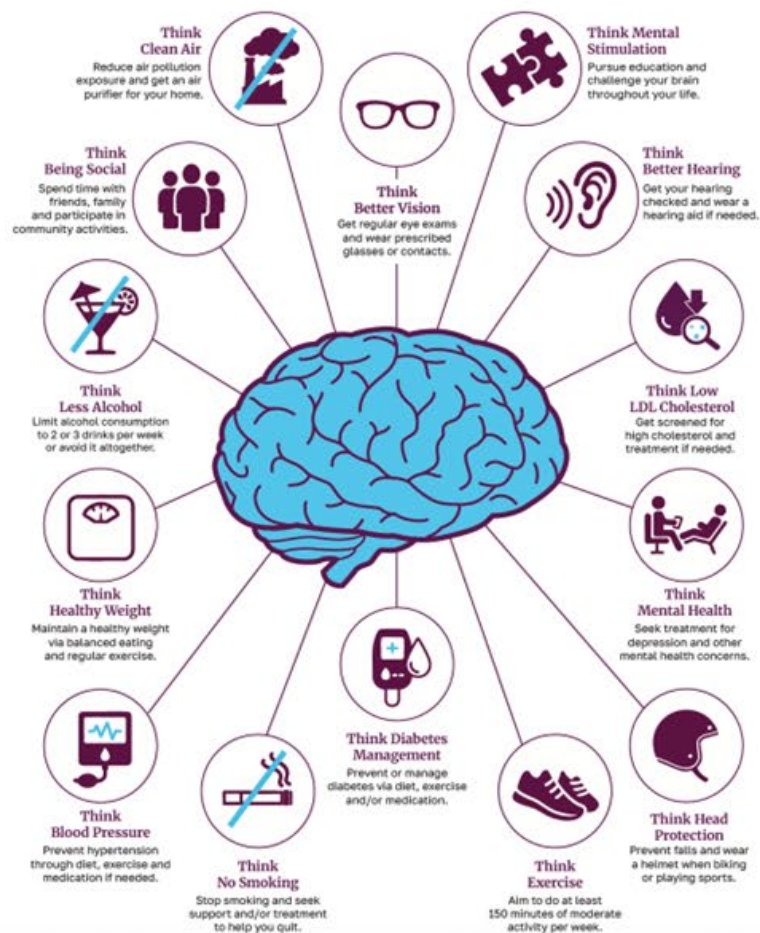 Think
Clean Air
Reduce air pollution
exposure and get an air
purifier for your home.
Think
Better Vision
Get regular eye exams
and wear prescribed
glasses or contacts.
Think Mental
Stimulation
Pursue education and
challenge your brain
throughout your life.
Think
Being Social
Spend time with
friends, family
and participate in
community activities.
Think
Better Hearing
Get your hearing
checked and wear a
hearing aid if needed.
Think
Less Alcohol
Limit alcohol consumption
to 2 or 3 drinks per week
or avoid it altogether.
Think Low
LDL Cholesterol
Get screened for
high cholesterol and
treatment if needed.
Think
Healthy Weight
Maintain a healthy weight
via balanced eating
and regular exercise.
Think
Mental Health
Seek treatment for
depression and other
mental health concerns.
Think
Blood Pressure
Prevent hypertension
through diet, exercise and
medication if needed.
Think
No Smoking
Stop smoking and seek
support and/or treatment
to help you quit.
Think Diabetes
Management
Prevent or manage
diabetes via diet, exercise
and/or medication.
Think
Exercise
Aim to do at least
150 minutes of moderate
activity per week.
Think Head
Protection
Prevent falls and wear
a helmet when biking
or playing sports.